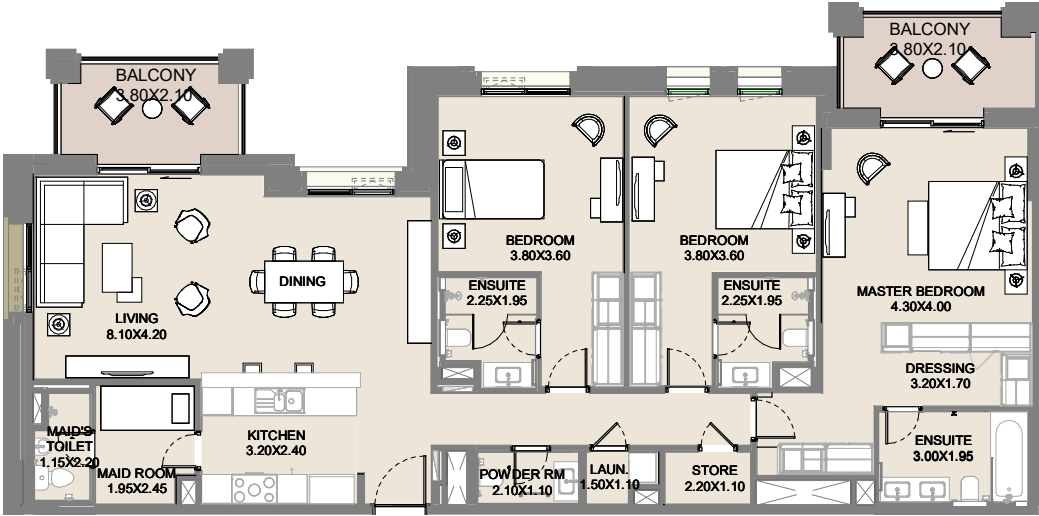 BALCONY
3.80X2.10
BALCONY
3.80X2.10
BEDROOM
3.80X3.60
BEDROOM
3.80X3.60
DINING
ENSUITE
2.25X1.95
ENSUITE
2.25X1.95
MASTER BEDROOM
4.30X4.00
LIVING
8.10X4.20
DRESSING
3.20X1.70
MAID'S
TOILET
1.15X2.20
KITCHEN
3.20X2.40
ENSUITE
3.00X1.95
MAID ROOM
1.95X2.45
POWDER RM
2.10X1.10
LAUN.
1.50X1.10
STORE
2.20X1.10